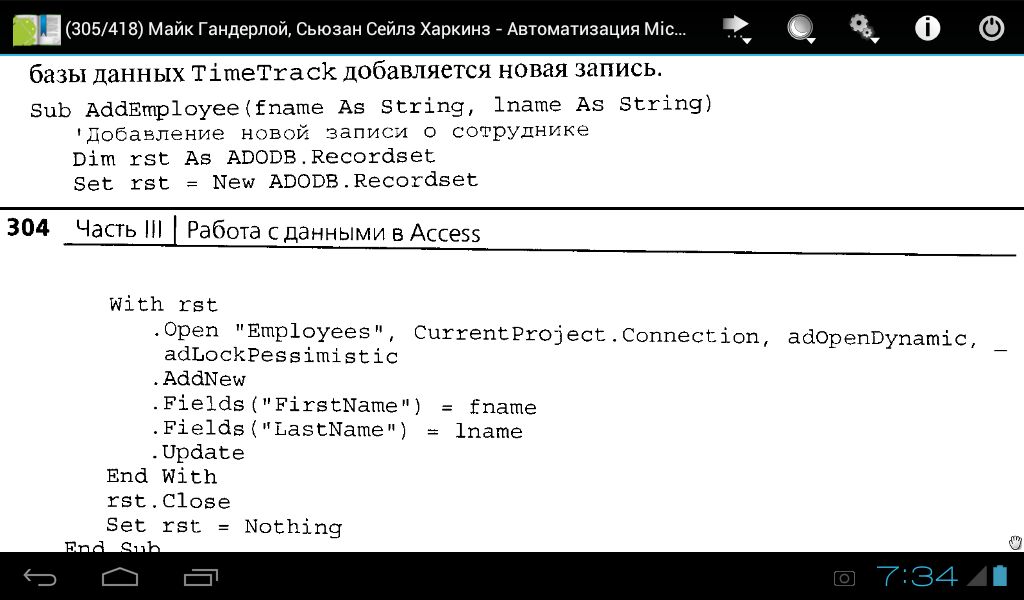 (305/418) Майк Гандерлой, Сьюзан Сейлз Харкинз - Автоматизация Mic...
базы данных TimeTrack добавляется новая запись.
Sub AddEmployee(fname As String, lname As String)
'Добавление новой записи о сотруднике
Dim rst As ADODB.Recordset
Set rst = New ADODB.Recordset
304 Часть III | Работа с данными в Access
With rst
.Open "Employees", CurrentProject.Connection, adOpenDynamic, _
adLockPessimistic
.AddNew
.Fields("FirstName") = fname
.Fields("LastName") = lname
.Update
End With
rst.Close
Set rst = Nothing
End Sub
7:34